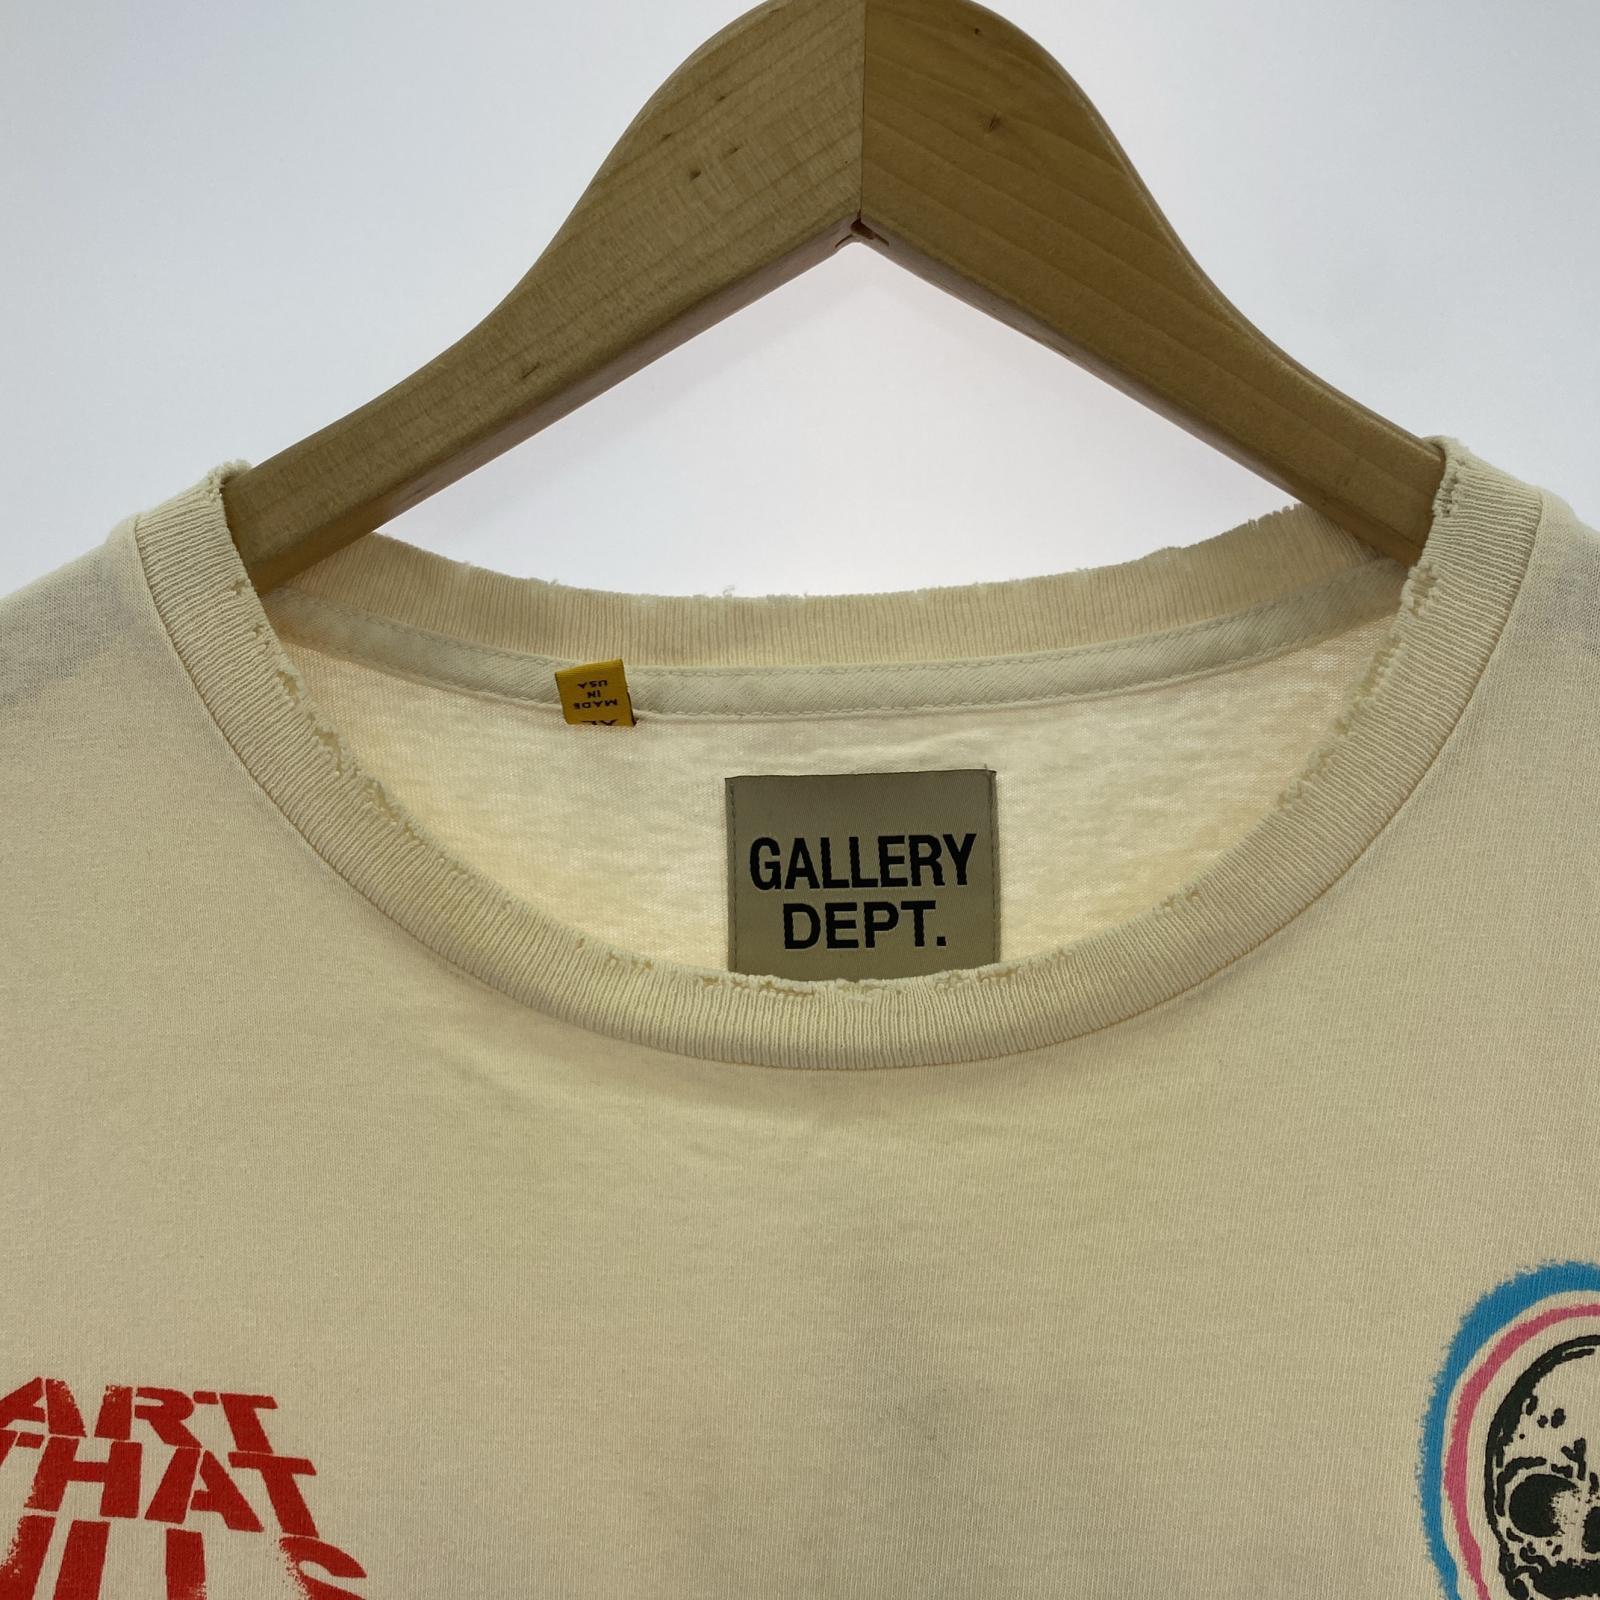 XL
MADE
IN
USA
GALLERY
DEPT.
ART
THAT